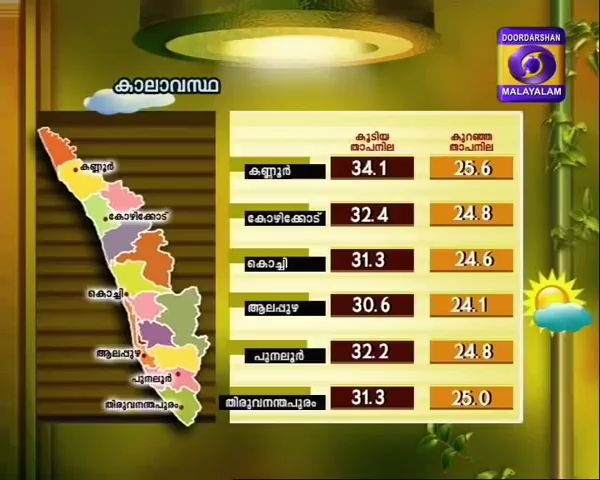 DOORDARSHAN
MALAYALAM
കാലാവസ്ഥ
കൂടിയ കുറഞ്ഞ
താപനില താപനില
കണ്ണൂർ 34.1 25.6
കോഴിക്കോട് 32.4 24.8
കൊച്ചി 31.3 24.6
ആലപ്പുഴ 30.6 24.1
പുനലൂർ 32.2 24.8
തിരുവനന്തപുരം 31.3 25.0
കണ്ണൂർ
കോഴിക്കോട്
കൊച്ചി
ആലപ്പുഴ
പുനലൂർ
തിരുവനന്തപുരം